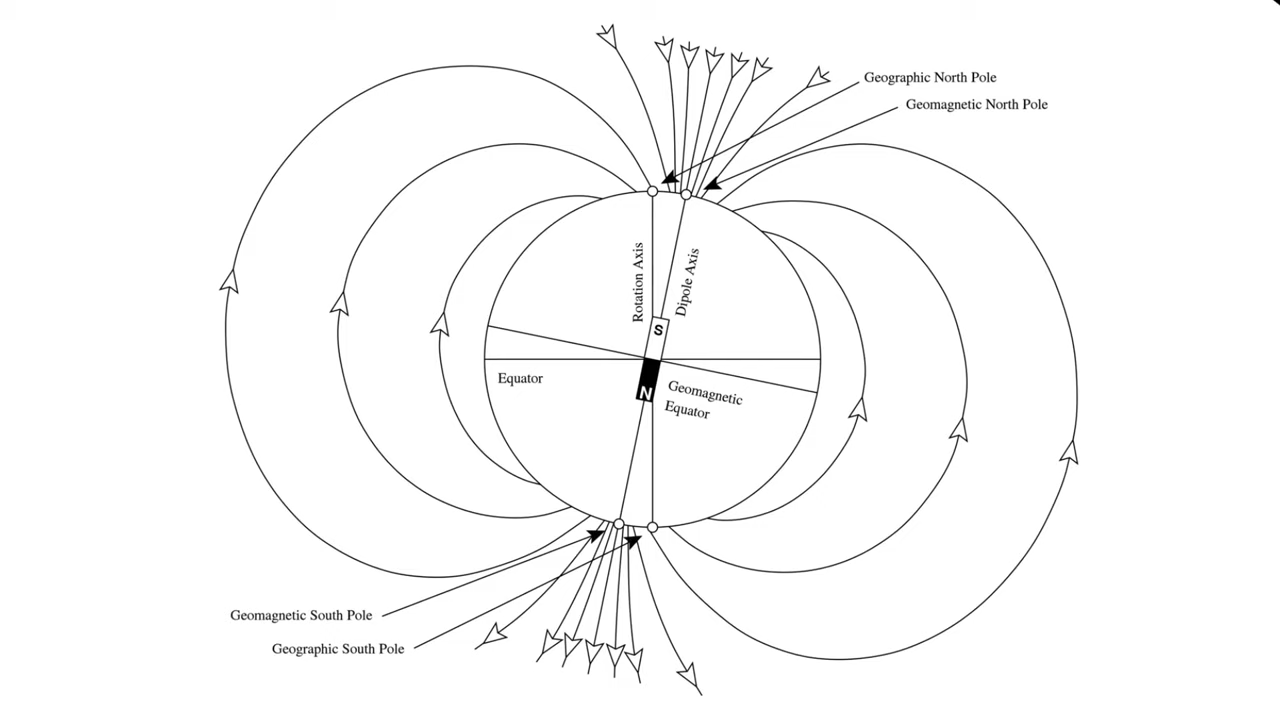 Geographic North Pole
Geomagnetic North Pole
Rotation Axis
Dipole Axis
S
N
Equator
Geomagnetic
Equator
Geomagnetic South Pole
Geographic South Pole